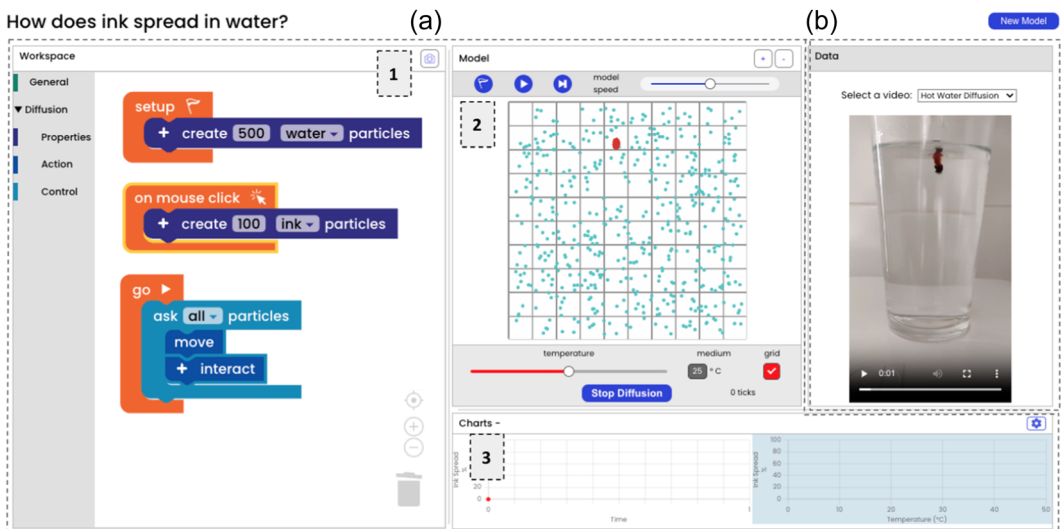 How does ink spread in water?
(a)
(b)
New Model
Workspace
1
General
Diffusion
Properties
Action
Control
setup
+ create 500 water particles
on mouse click
+ create 100 ink particles
go
ask all particles
move
+ interact
Model
+ -
model speed
2
temperature
medium
grid
25 °C
Stop Diffusion
0 ticks
Data
Select a video: Hot Water Diffusion
0:01
Charts -
3
Ink Spread %
20
0
0
1
Time
Ink Spread %
100
80
60
40
20
0
0
10
20
30
40
50
Temperature (°C)